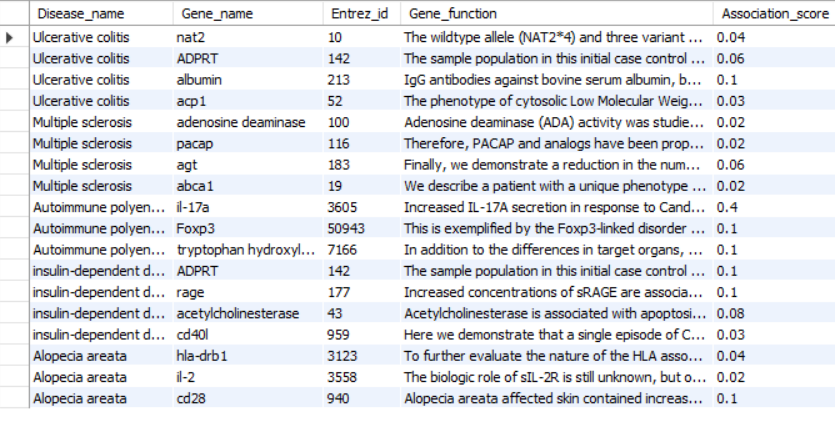 Disease_name Gene_name Entrez_id Gene_function Association_score
Ulcerative colitis nat2 10 The wildtype allele (NAT2*4) and three variant ... 0.04
Ulcerative colitis ADPRT 142 The sample population in this initial case control ... 0.06
Ulcerative colitis albumin 213 IgG antibodies against bovine serum albumin, b... 0.1
Ulcerative colitis acp1 52 The phenotype of cytosolic Low Molecular Weig... 0.03
Multiple sclerosis adenosine deaminase 100 Adenosine deaminase (ADA) activity was studie... 0.02
Multiple sclerosis pacap 116 Therefore, PACAP and analogs have been prop... 0.02
Multiple sclerosis agt 183 Finally, we demonstrate a reduction in the num... 0.06
Multiple sclerosis abca1 19 We describe a patient with a unique phenotype ... 0.02
Autoimmune polyen... il-17a 3605 Increased IL-17A secretion in response to Cand... 0.4
Autoimmune polyen... Foxp3 50943 This is exemplified by the Foxp3-linked disorder ... 0.1
Autoimmune polyen... tryptophan hydroxyl... 7166 In addition to the differences in target organs, ... 0.1
insulin-dependent d... ADPRT 142 The sample population in this initial case control ... 0.1
insulin-dependent d... rage 177 Increased concentrations of sRAGE are associa... 0.1
insulin-dependent d... acetylcholinesterase 43 Acetylcholinesterase is associated with apoptosi... 0.08
insulin-dependent d... cd40l 959 Here we demonstrate that a single episode of C... 0.03
Alopecia areata hla-drb1 3123 To further evaluate the nature of the HLA asso... 0.04
Alopecia areata il-2 3558 The biologic role of sIL-2R is still unknown, but o... 0.02
Alopecia areata cd28 940 Alopecia areata affected skin contained increas... 0.1